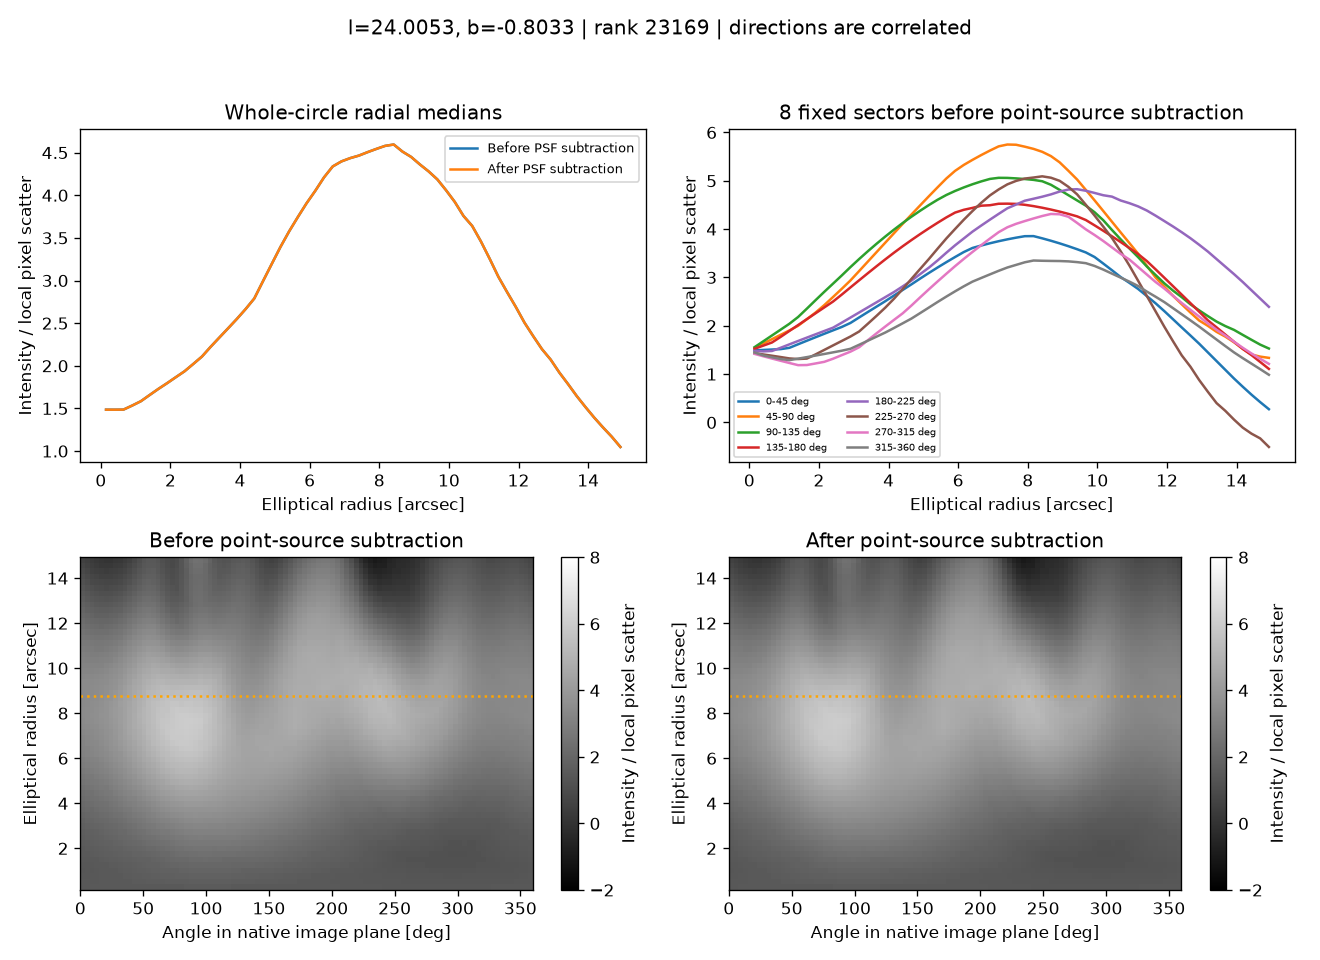 l=24.0053, b=-0.8033 | rank 23169 | directions are correlated
Whole-circle radial medians
Intensity / local pixel scatter
4.5
4.0
3.5
3.0
2.5
2.0
1.5
1.0
Before PSF subtraction
After PSF subtraction
0 2 4 6 8 10 12 14
Elliptical radius [arcsec]
8 fixed sectors before point-source subtraction
Intensity / local pixel scatter
6
5
4
3
2
1
0
0-45 deg
45-90 deg
90-135 deg
135-180 deg
180-225 deg
225-270 deg
270-315 deg
315-360 deg
0 2 4 6 8 10 12 14
Elliptical radius [arcsec]
Before point-source subtraction
Elliptical radius [arcsec]
14
12
10
8
6
4
2
0 50 100 150 200 250 300 350
Angle in native image plane [deg]
8
6
4
2
0
−2
Intensity / local pixel scatter
After point-source subtraction
Elliptical radius [arcsec]
14
12
10
8
6
4
2
0 50 100 150 200 250 300 350
Angle in native image plane [deg]
8
6
4
2
0
−2
Intensity / local pixel scatter